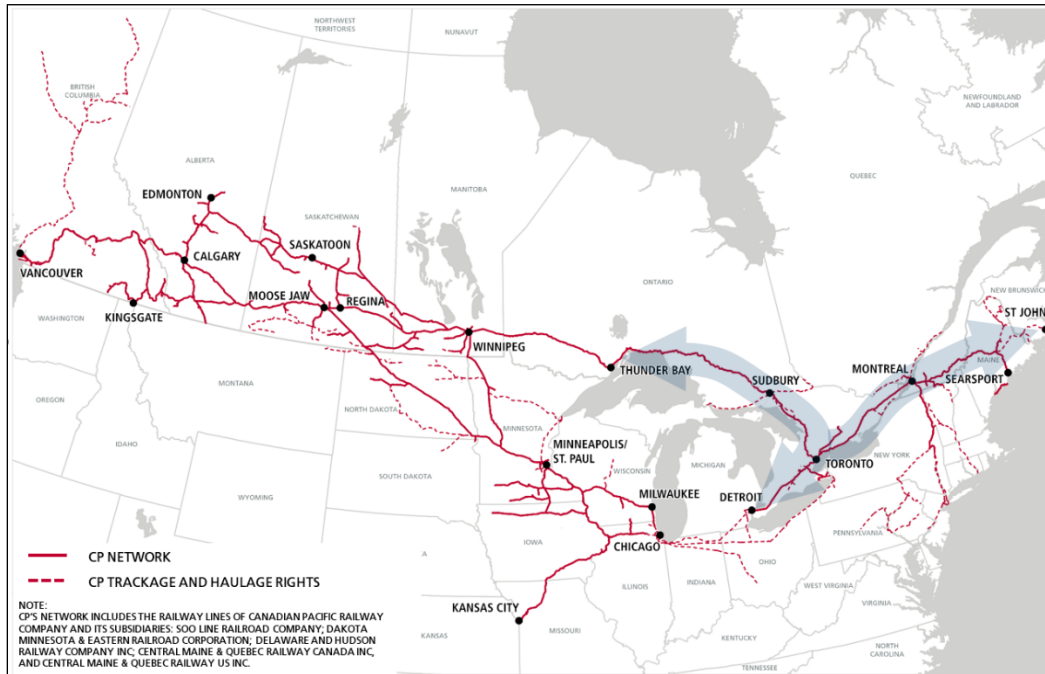 NORTHWEST
TERRITORIES
NUNAVUT
BRITISH
COLUMBIA
NEWFOUNDLAND
AND LABRADOR
ALBERTA
QUEBEC
MANITOBA
EDMONTON
SASKATCHEWAN
SASKATOON
CALGARY
VANCOUVER
ONTARIO
MOOSE JAW
REGINA
NEW BRUNSWICK
ST JOHN
KINGSGATE
WASHINGTON
WINNIPEG
THUNDER BAY
SUDBURY
MONTREAL
MAINE
SEARSPORT
MONTANA
OREGON
NORTH DAKOTA
MINNESOTA
MINNEAPOLIS/
ST. PAUL
IDAHO
WISCONSIN
MICHIGAN
TORONTO
NEW YORK
SOUTH DAKOTA
WYOMING
MILWAUKEE
DETROIT
PENNSYLVANIA
IOWA
CHICAGO
OHIO
A
CP NETWORK
CP TRACKAGE AND HAULAGE RIGHTS
ILLINOIS
INDIANA
WEST VIRGINIA
VIRGINIA
KANSAS CITY
NOTE:
CP'S NETWORK INCLUDES THE RAILWAY LINES OF CANADIAN PACIFIC RAILWAY
COMPANY AND ITS SUBSIDIARIES: SOO LINE RAILROAD COMPANY; DAKOTA
MINNESOTA & EASTERN RAILROAD CORPORATION; DELAWARE AND HUDSON
RAILWAY COMPANY INC; CENTRAL MAINE & QUEBEC RAILWAY CANADA INC,
AND CENTRAL MAINE & QUEBEC RAILWAY US INC.
KANSAS
MISSOURI
KENTUCKY
NORTH
CAROLINA
TENNESSEE